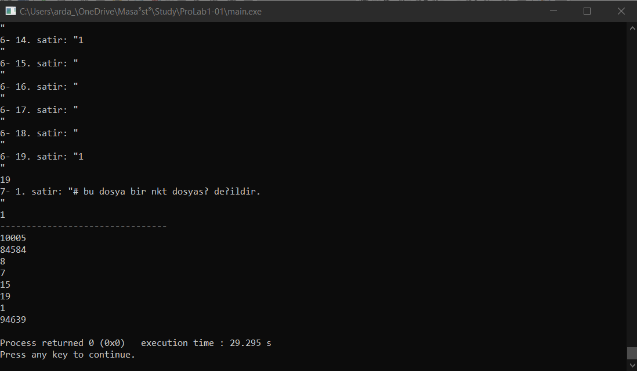 C:\Users\arda_\OneDrive\Masa³st³\Study\ProLab1-01\main.exe
"
6- 14. satir: "1
"
6- 15. satir: "
"
6- 16. satir: "
"
6- 17. satir: "
"
6- 18. satir: "
"
6- 19. satir: "1
"
19
7- 1. satir: "# bu dosya bir nkt dosyas? de?ildir.
"
1
--------------------------------
10005
84584
8
7
15
19
1
94639
Process returned 0 (0x0)   execution time : 29.295 s
Press any key to continue.